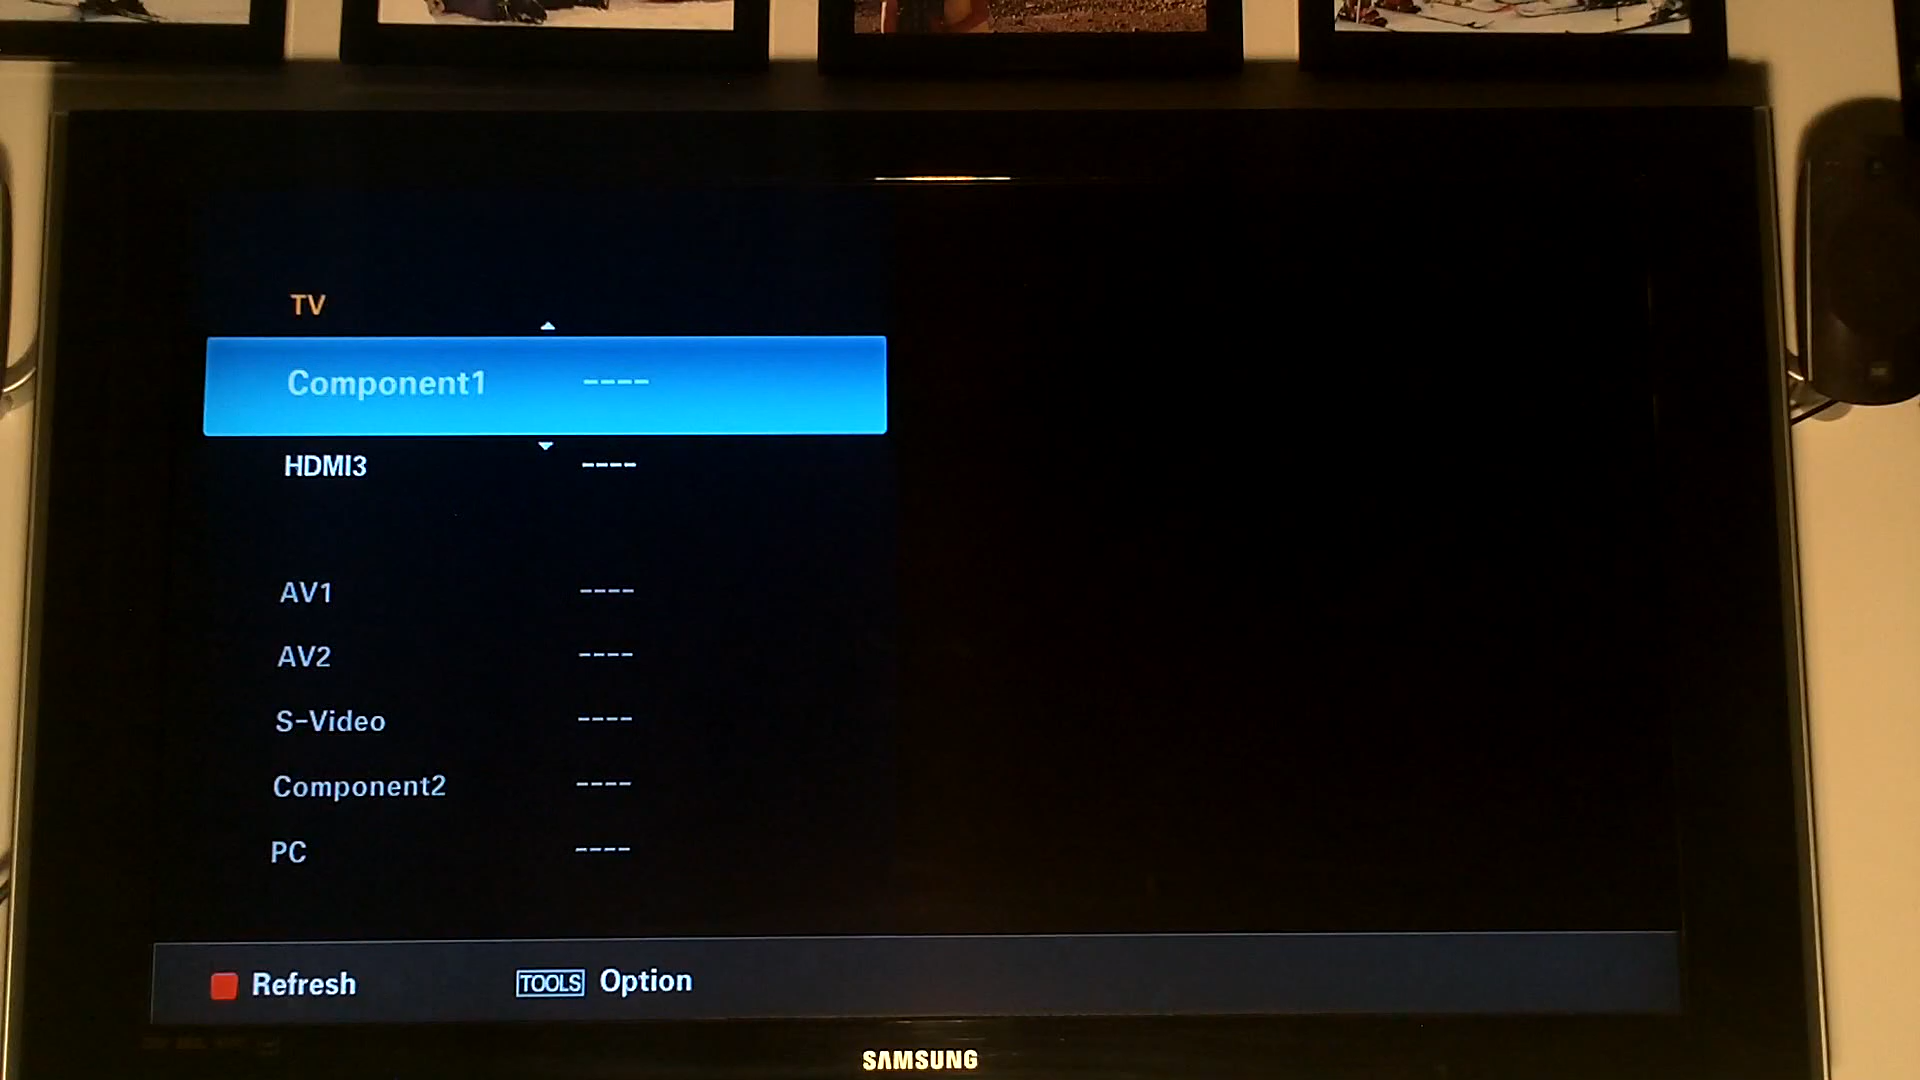 TV
Component1 ----
HDMI3 ----
AV1 ----
AV2 ----
S-Video ----
Component2 ----
PC ----
Refresh TOOLS Option
SAMSUNG